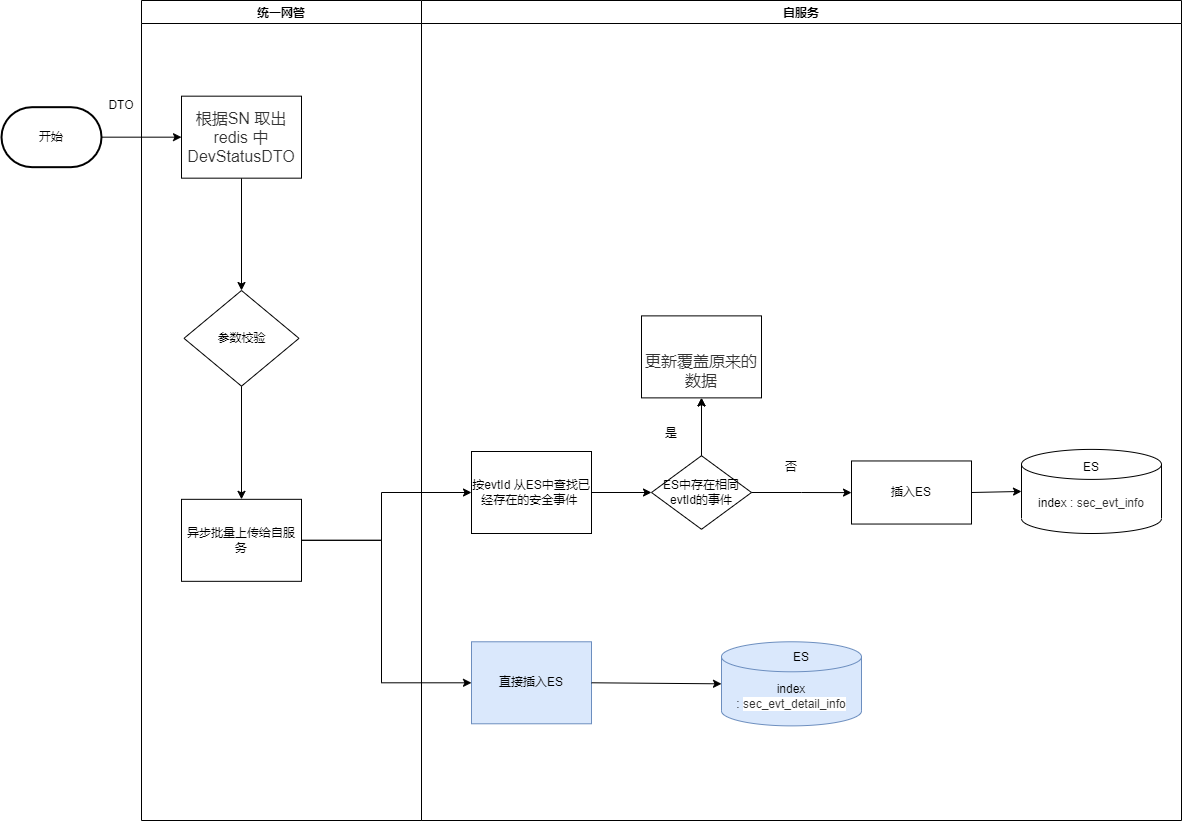 统一网管
自服务
DTO
开始
根据SN 取出
redis 中
DevStatusDTO
参数校验
异步批量上传给自服
务
更新覆盖原来的
数据
是
按evtId 从ES中查找已
经存在的安全事件
ES中存在相同
evtId的事件
否
插入ES
ES
index : sec_evt_info
直接插入ES
ES
index
: sec_evt_detail_info